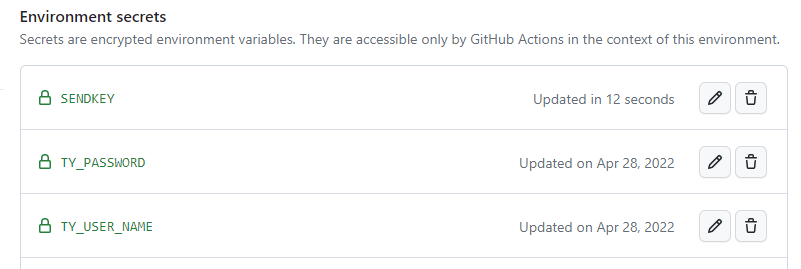 Environment secrets
Secrets are encrypted environment variables. They are accessible only by GitHub Actions in the context of this environment.
SENDKEY Updated in 12 seconds
TY_PASSWORD Updated on Apr 28, 2022
TY_USER_NAME Updated on Apr 28, 2022